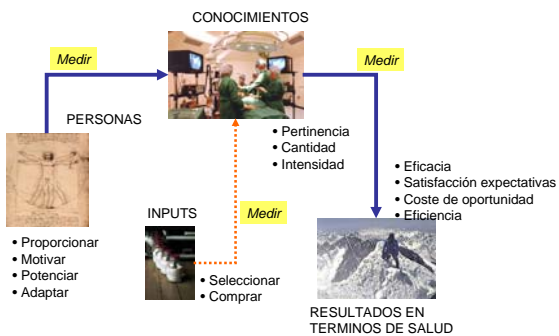 CONOCIMIENTOS
Medir
Medir
PERSONAS
• Pertinencia
• Cantidad
• Intensidad
• Eficacia
• Satisfacción expectativas
• Coste de oportunidad
• Eficiencia
INPUTS
Medir
• Proporcionar
• Motivar
• Potenciar
• Adaptar
• Seleccionar
• Comprar
RESULTADOS EN
TERMINOS DE SALUD